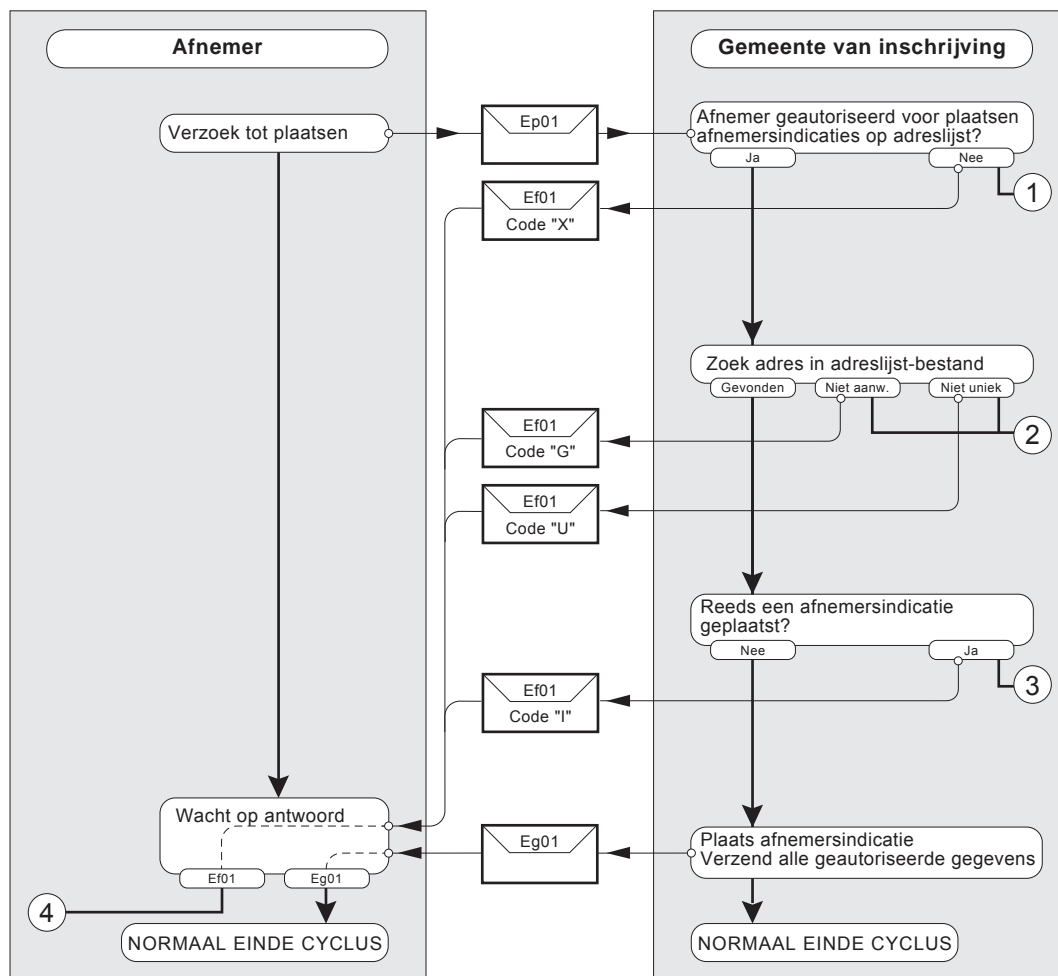 Afnemer
Gemeente van inschrijving
Verzoek tot plaatsen
Ep01
Afnemer geautoriseerd voor plaatsen
afnemersindicaties op adreslijst?
Ja
Nee
1
Ef01
Code "X"
Zoek adres in adreslijst-bestand
Gevonden
Niet aanw.
Niet uniek
2
Ef01
Code "G"
Ef01
Code "U"
Reeds een afnemersindicatie
geplaatst?
Nee
Ja
3
Ef01
Code "I"
Wacht op antwoord
Ef01
Eg01
4
Eg01
Plaats afnemersindicatie
Verzend alle geautoriseerde gegevens
NORMAAL EINDE CYCLUS
NORMAAL EINDE CYCLUS